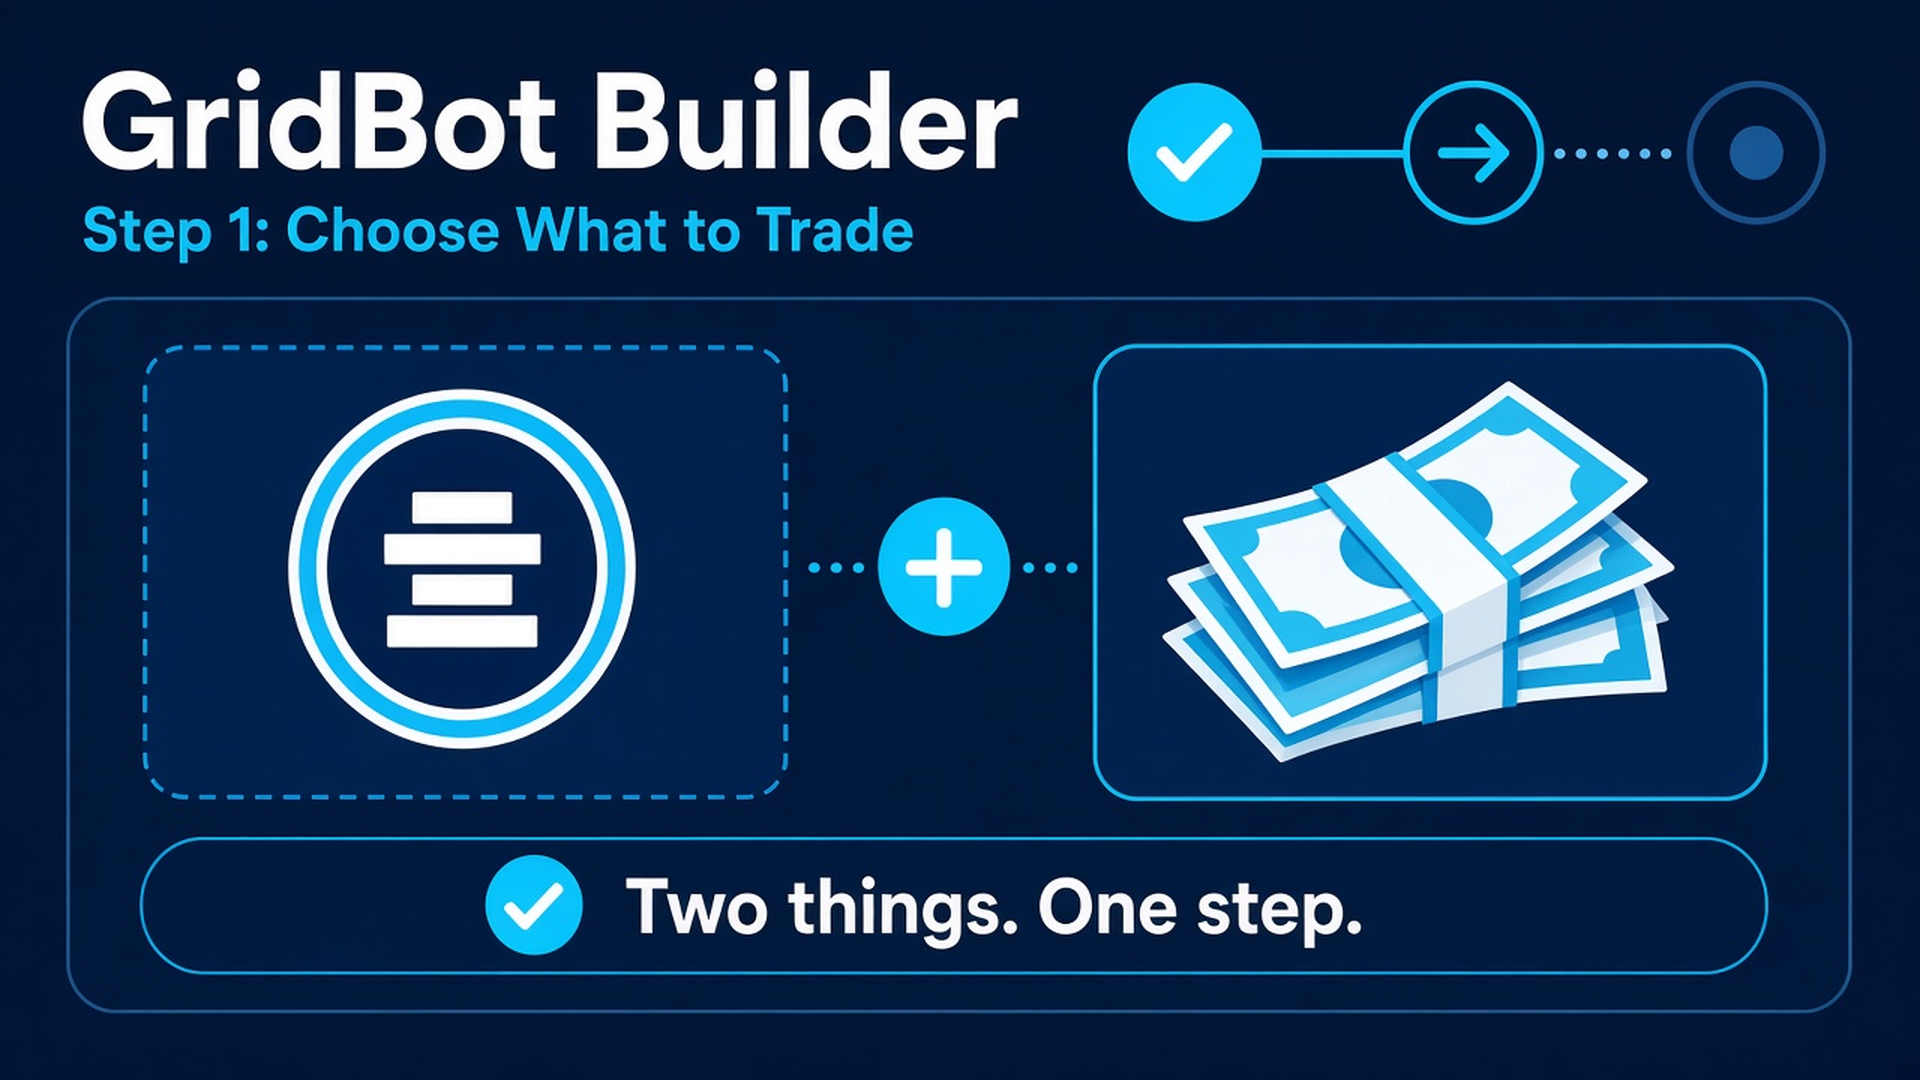 GridBot Builder
Step 1: Choose What to Trade
Two things. One step.